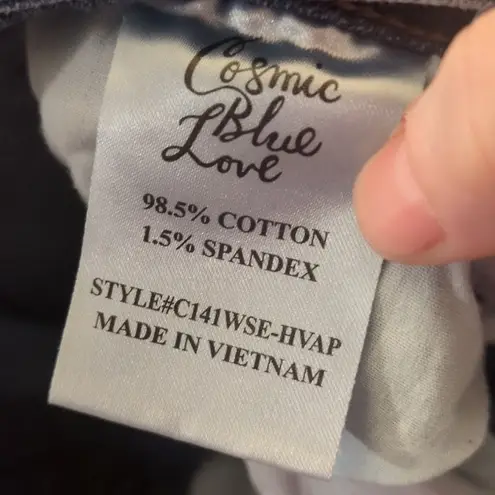 Cosmic
Blue
Love
98.5% COTTON
1.5% SPANDEX
STYLE#C141WSE-HVAP
MADE IN VIETNAM